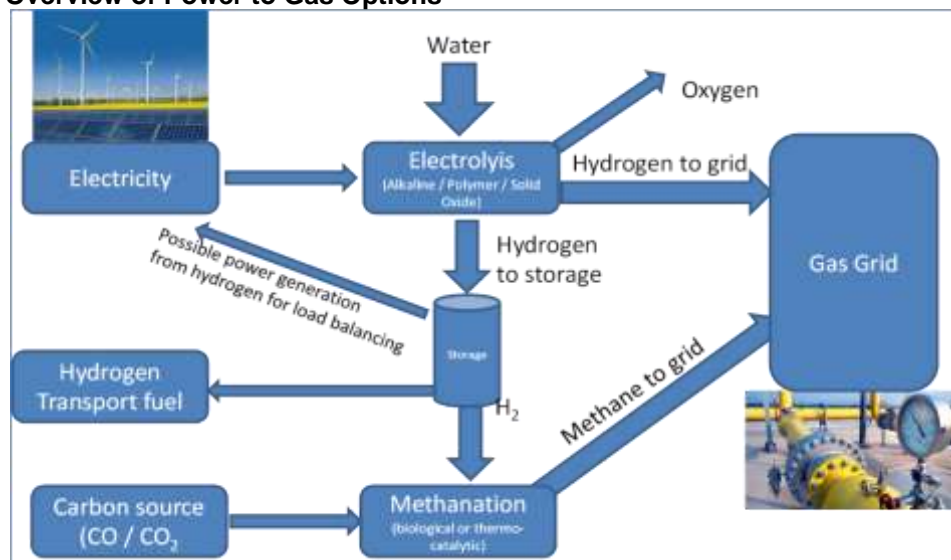 Overview of Power to Gas Options
Water
Oxygen
Electricity
Electrolyis
(Alkaline / Polymer / Solid
Oxide)
Hydrogen to grid
Gas Grid
Possible power generation
from hydrogen for load balancing
Hydrogen
to storage
Storage
Hydrogen
Transport fuel
H₂
Methane to grid
Carbon source
(CO / CO₂
Methanation
(biological or thermo-
catalytic)